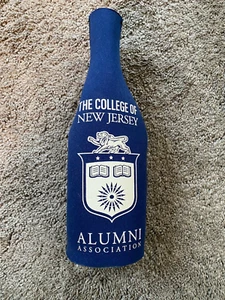 THE COLLEGE OF
NEW JERSEY
ALUMNI
ASSOCIATION